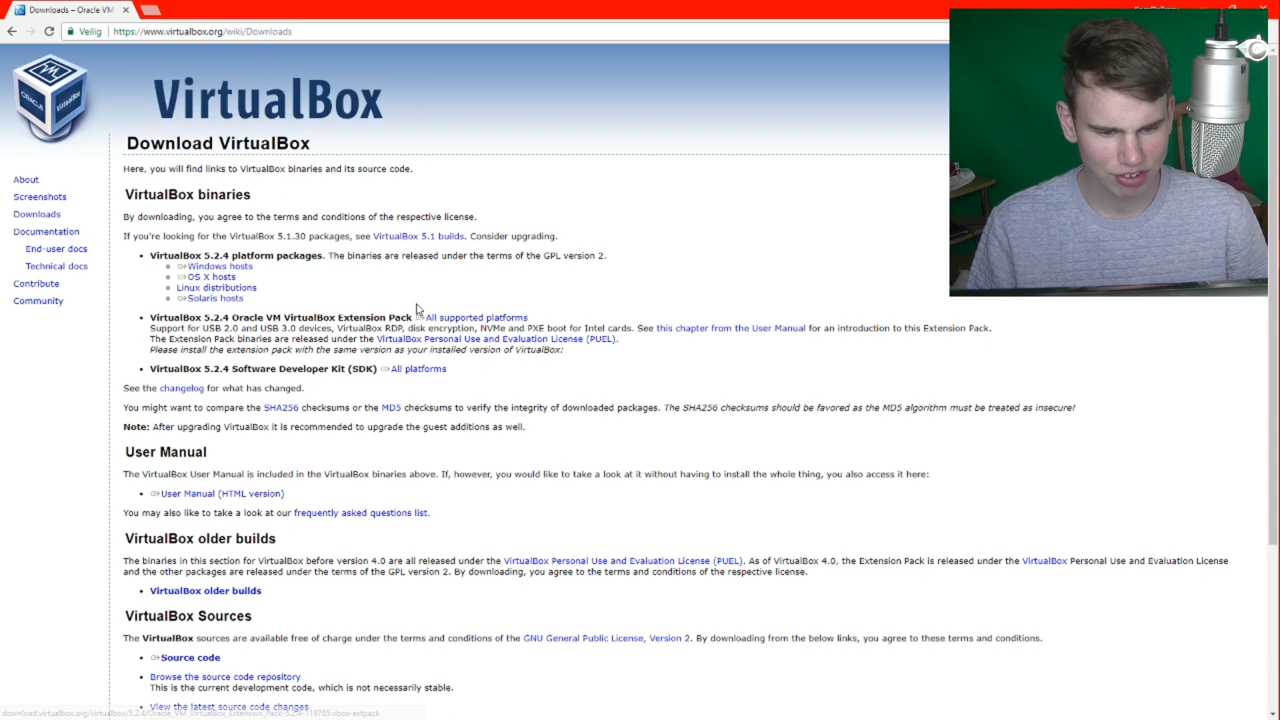 Downloads – Oracle VM
Veilig
https://www.virtualbox.org/wiki/Downloads
ORACLE
VirtualBox
VirtualBox
Download VirtualBox
Here, you will find links to VirtualBox binaries and its source code.
About
Screenshots
Downloads
Documentation
End-user docs
Technical docs
Contribute
Community
VirtualBox binaries
By downloading, you agree to the terms and conditions of the respective license.
If you're looking for the VirtualBox 5.1.30 packages, see VirtualBox 5.1 builds. Consider upgrading.
• VirtualBox 5.2.4 platform packages. The binaries are released under the terms of the GPL version 2.
Windows hosts
OS X hosts
Linux distributions
Solaris hosts
• VirtualBox 5.2.4 Oracle VM VirtualBox Extension Pack All supported platforms
Support for USB 2.0 and USB 3.0 devices, VirtualBox RDP, disk encryption, NVMe and PXE boot for Intel cards. See this chapter from the User Manual for an introduction to this Extension Pack.
The Extension Pack binaries are released under the VirtualBox Personal Use and Evaluation License (PUEL).
Please install the extension pack with the same version as your installed version of VirtualBox:
• VirtualBox 5.2.4 Software Developer Kit (SDK) All platforms
See the changelog for what has changed.
You might want to compare the SHA256 checksums or the MD5 checksums to verify the integrity of downloaded packages. The SHA256 checksums should be favored as the MD5 algorithm must be treated as insecure!
Note: After upgrading VirtualBox it is recommended to upgrade the guest additions as well.
User Manual
The VirtualBox User Manual is included in the VirtualBox binaries above. If, however, you would like to take a look at it without having to install the whole thing, you also access it here:
• User Manual (HTML version)
You may also like to take a look at our frequently asked questions list.
VirtualBox older builds
The binaries in this section for VirtualBox before version 4.0 are all released under the VirtualBox Personal Use and Evaluation License (PUEL). As of VirtualBox 4.0, the Extension Pack is released under the VirtualBox Personal Use and Evaluation License
and the other packages are released under the terms of the GPL version 2. By downloading, you agree to the terms and conditions of the respective license.
• VirtualBox older builds
VirtualBox Sources
The VirtualBox sources are available free of charge under the terms and conditions of the GNU General Public License, Version 2. By downloading from the below links, you agree to these terms and conditions.
• Source code
• Browse the source code repository
This is the current development code, which is not necessarily stable.
• View the latest source code changes